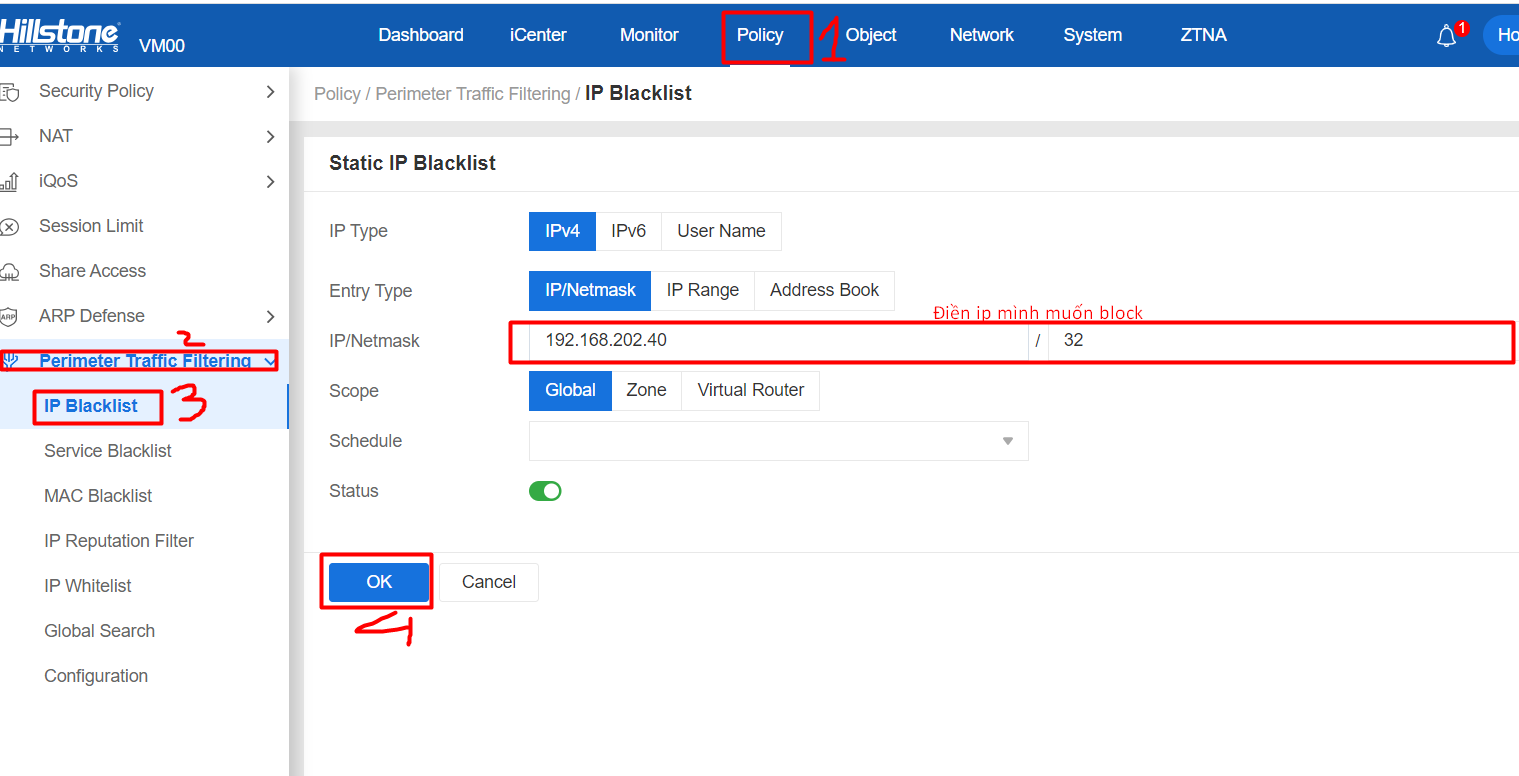 Hillstone
NETWORKS
VM00
Dashboard
iCenter
Monitor
Policy
1
Object
Network
System
ZTNA
1
Ho
Security Policy
NAT
iQoS
Session Limit
Share Access
ARP
ARP Defense
2
Perimeter Traffic Filtering
IP Blacklist
3
Service Blacklist
MAC Blacklist
IP Reputation Filter
IP Whitelist
Global Search
Configuration
Policy / Perimeter Traffic Filtering / IP Blacklist
Static IP Blacklist
IP Type
IPv4 IPv6 User Name
Entry Type
IP/Netmask IP Range Address Book
Điền ip mình muốn block
IP/Netmask
192.168.202.40 / 32
Scope
Global Zone Virtual Router
Schedule
Status
OK Cancel
4